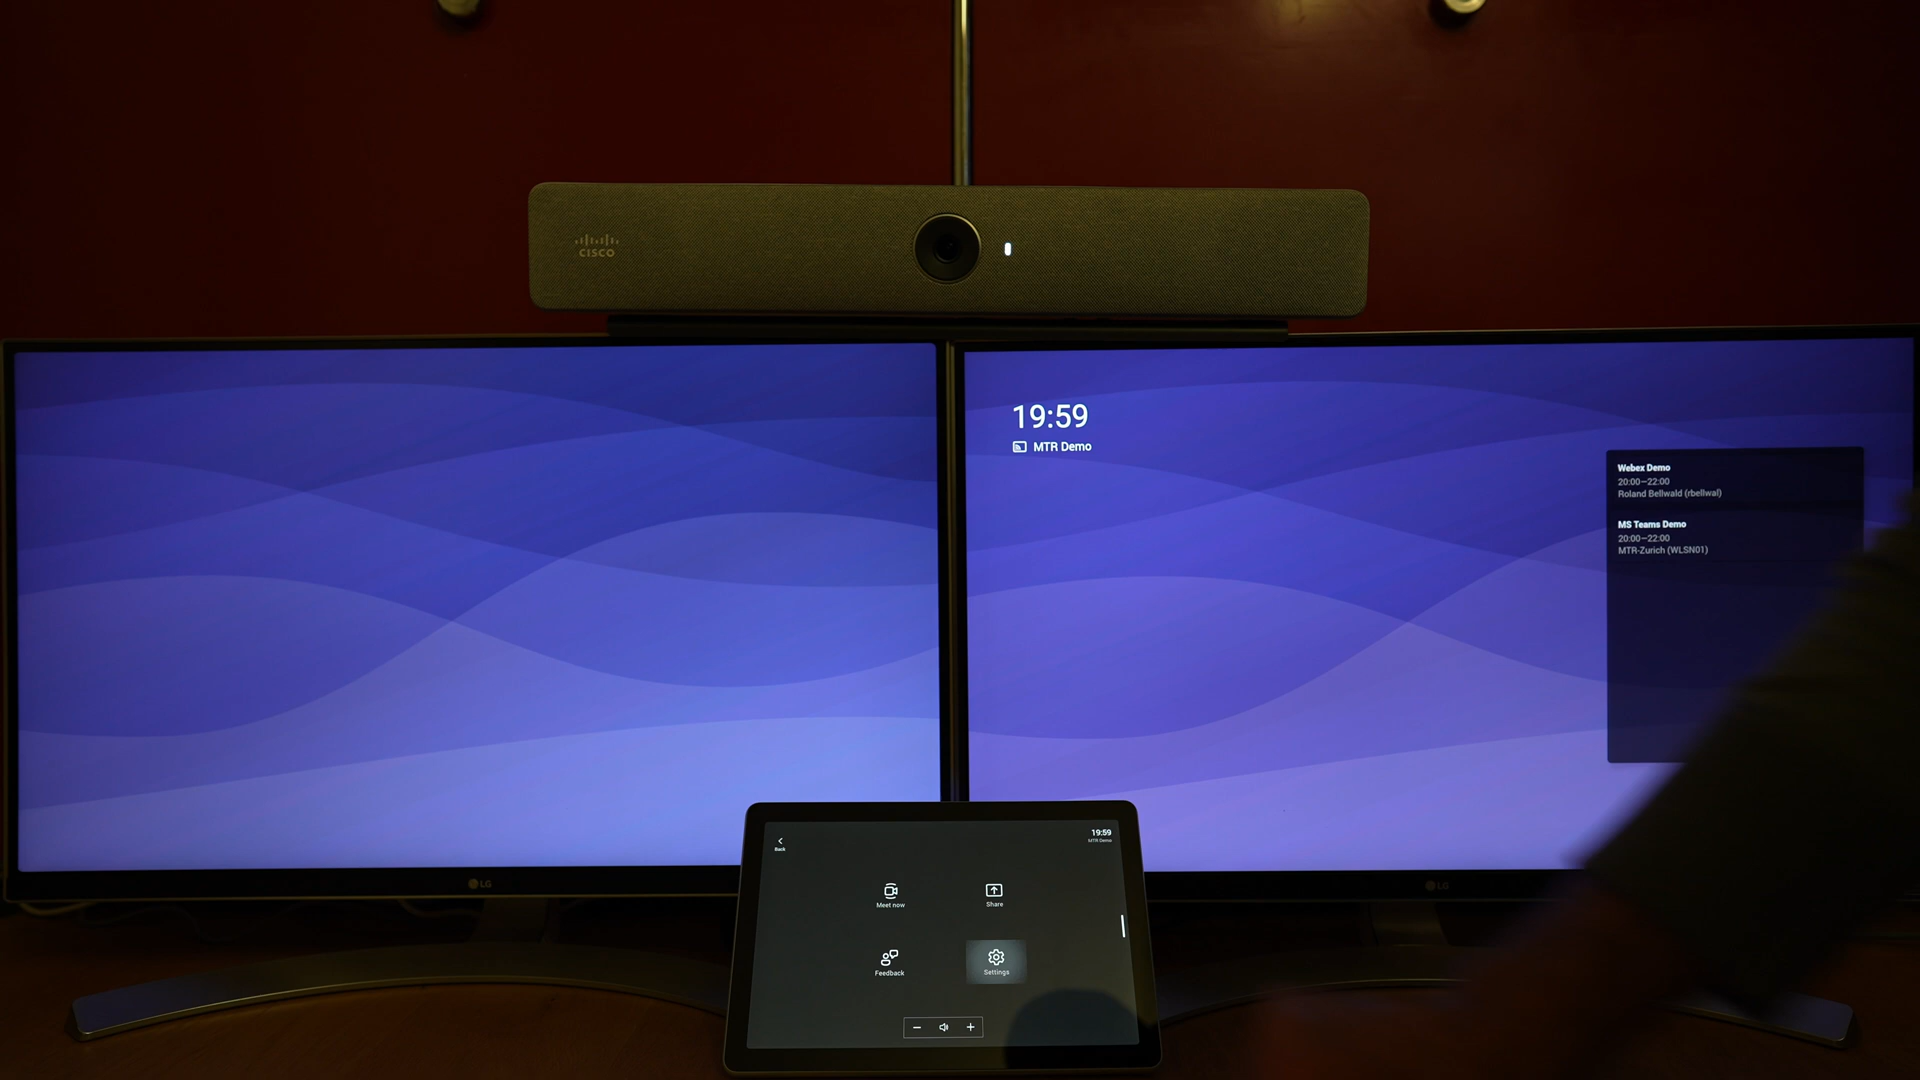 CISCO
19:59
MTR Demo
Webex Demo
20:00—22:00
Roland Bellwald (rbellwal)
MS Teams Demo
20:00—22:00
MTR-Zurich (WLSN01)
LG
LG
Back
19:59
MTR Demo
Meet now
Share
Feedback
Settings